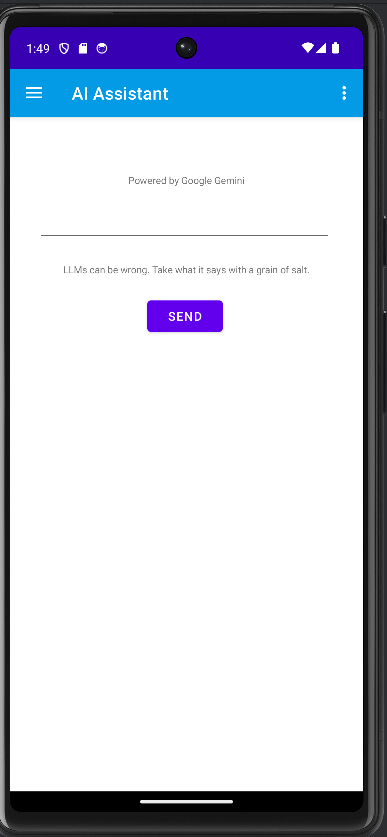 1:49
AI Assistant
Powered by Google Gemini
LLMs can be wrong. Take what it says with a grain of salt.
SEND